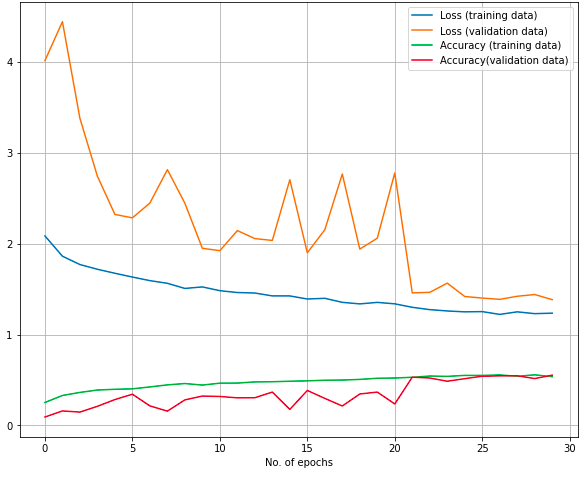 Loss (training data)
Loss (validation data)
Accuracy (training data)
Accuracy(validation data)
4
3
2
1
0
0 5 10 15 20 25 30
No. of epochs